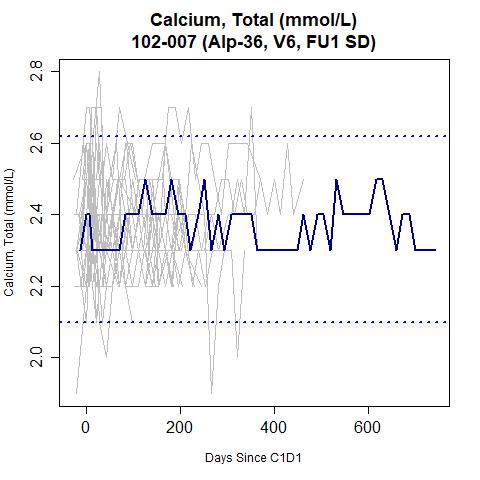 Calcium, Total (mmol/L)
102-007 (Alp-36, V6, FU1 SD)
Calcium, Total (mmol/L)
2.8
2.6
2.4
2.2
2.0
0
200
400
600
Days Since C1D1